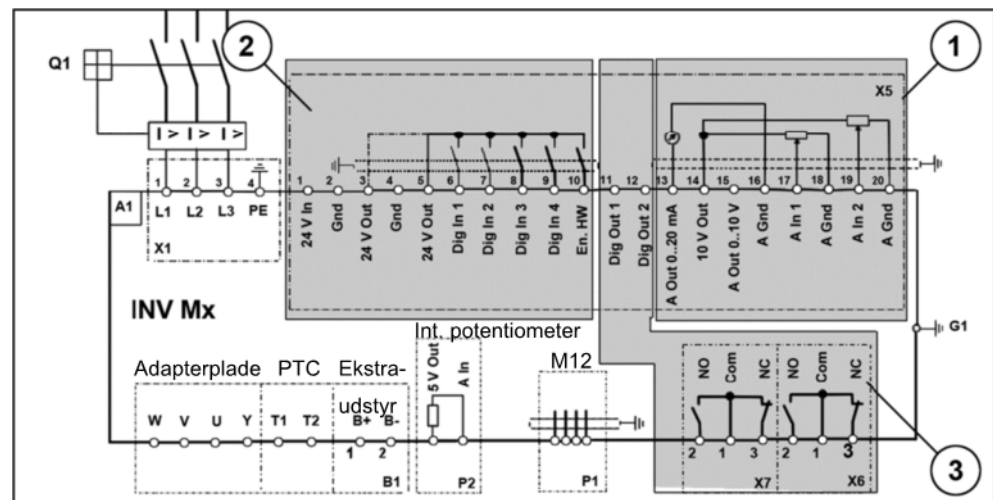 2
1
Q1
X5
I > I > I >
1 2 3 4
1 2 3 4 5 6 7 8 9 10 11 12 13 14 15 16 17 18 19 20
A1
L1 L2 L3 PE
X1
24 V In
Gnd
24 V Out
Gnd
24 V Out
Dig In 1
Dig In 2
Dig In 3
Dig In 4
En. HW
Dig Out 1
Dig Out 2
A Out 0..20 mA
10 V Out
A Out 0..10 V
A Gnd
A In 1
A Gnd
A In 2
A Gnd
INV Mx
G1
Int. potentiometer
Adapterplade PTC Ekstra-
udstyr
5 V Out
A In
M12
NO Com NC NO Com NC
W V U Y T1 T2 B+ B-
1 2
B1
P2
P1
2 1 3 2 1 3
X7 X6
3